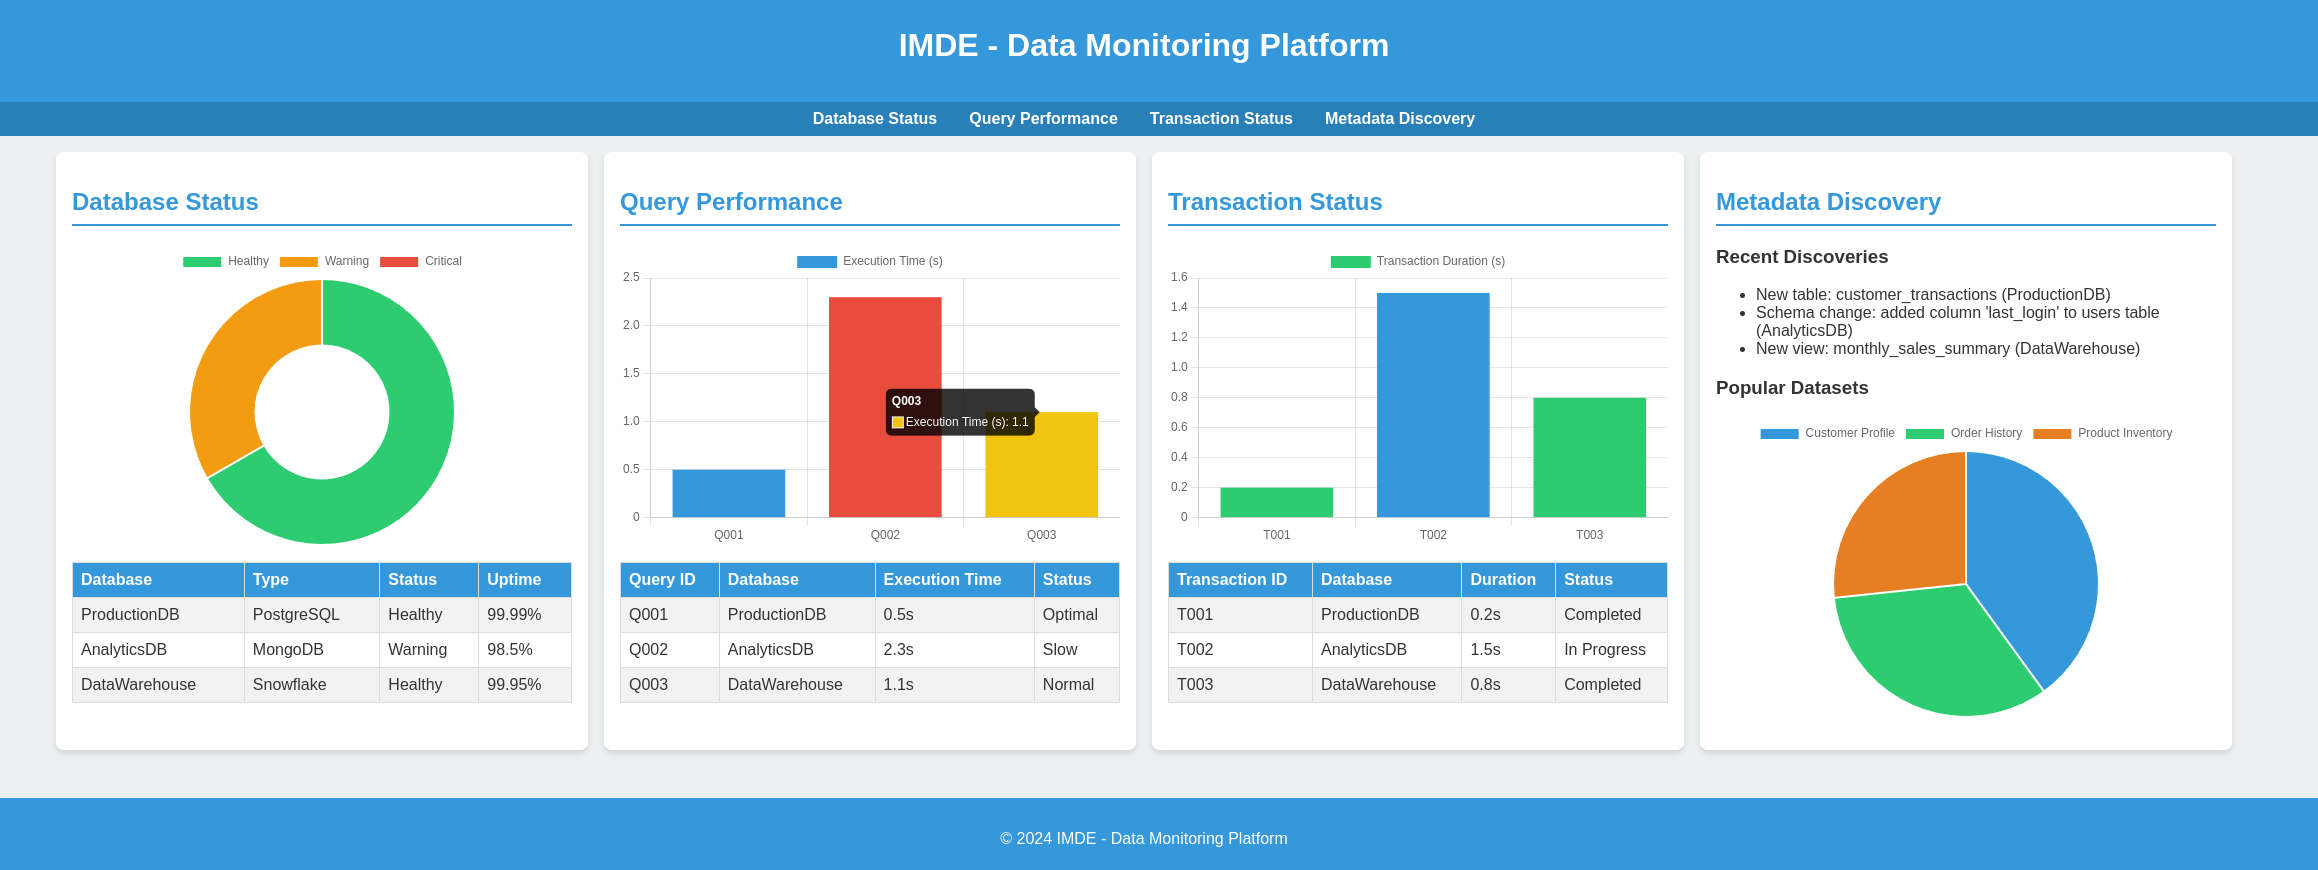 IMDE - Data Monitoring Platform
Database Status Query Performance Transaction Status Metadata Discovery
Database Status
Healthy Warning Critical
Database Type Status Uptime
ProductionDB PostgreSQL Healthy 99.99%
AnalyticsDB MongoDB Warning 98.5%
DataWarehouse Snowflake Healthy 99.95%
Query Performance
Execution Time (s)
2.5
2.0
1.5
1.0
0.5
0
Q003
Execution Time (s): 1.1
Q001 Q002 Q003
Query ID Database Execution Time Status
Q001 ProductionDB 0.5s Optimal
Q002 AnalyticsDB 2.3s Slow
Q003 DataWarehouse 1.1s Normal
Transaction Status
Transaction Duration (s)
1.6
1.4
1.2
1.0
0.8
0.6
0.4
0.2
0
T001 T002 T003
Transaction ID Database Duration Status
T001 ProductionDB 0.2s Completed
T002 AnalyticsDB 1.5s In Progress
T003 DataWarehouse 0.8s Completed
Metadata Discovery
Recent Discoveries
• New table: customer_transactions (ProductionDB)
• Schema change: added column 'last_login' to users table
(AnalyticsDB)
• New view: monthly_sales_summary (DataWarehouse)
Popular Datasets
Customer Profile Order History Product Inventory
© 2024 IMDE - Data Monitoring Platform